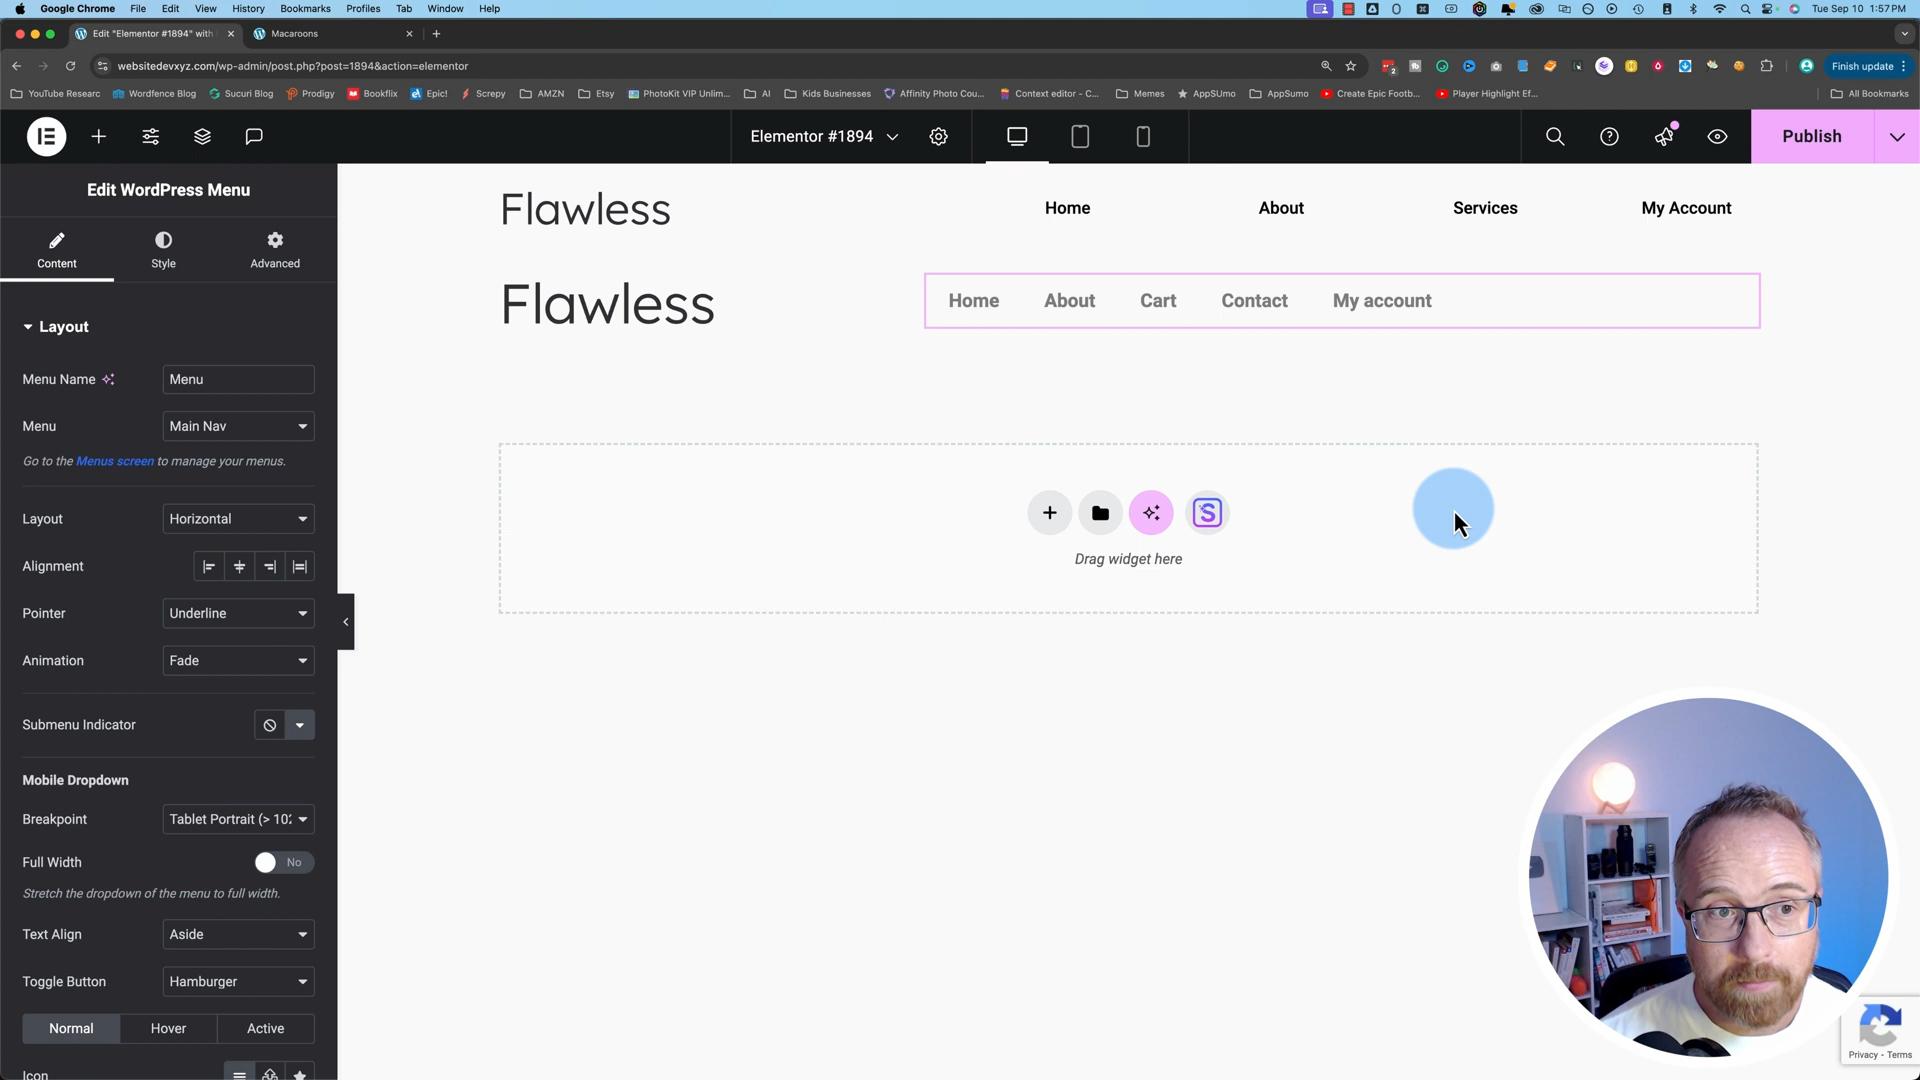 Google Chrome File Edit View History Bookmarks Profiles Tab Window Help Tue Sep 10 1:57 PM
Edit "Elementor #1894" with Macaroons
websitedevxyz.com/wp-admin/post.php?post=1894&action=elementor Finish update
YouTube Researc Wordfence Blog Sucuri Blog Prodigy Bookflix Epic! Screpy AMZN Etsy PhotoKit VIP Unlim... AI Kids Businesses Affinity Photo Cou... Context editor - C... Memes AppSUmo AppSumo Create Epic Footb... Player Highlight Ef... All Bookmarks
Elementor #1894 Publish
Edit WordPress Menu
Content Style Advanced
Layout
Menu Name Menu
Menu Main Nav
Go to the Menus screen to manage your menus.
Layout Horizontal
Alignment
Pointer Underline
Animation Fade
Submenu Indicator
Mobile Dropdown
Breakpoint Tablet Portrait (> 102
Full Width No
Stretch the dropdown of the menu to full width.
Text Align Aside
Toggle Button Hamburger
Normal Hover Active
Icon
Flawless Home About Services My Account
Flawless Home About Cart Contact My account
Drag widget here
Privacy - Terms